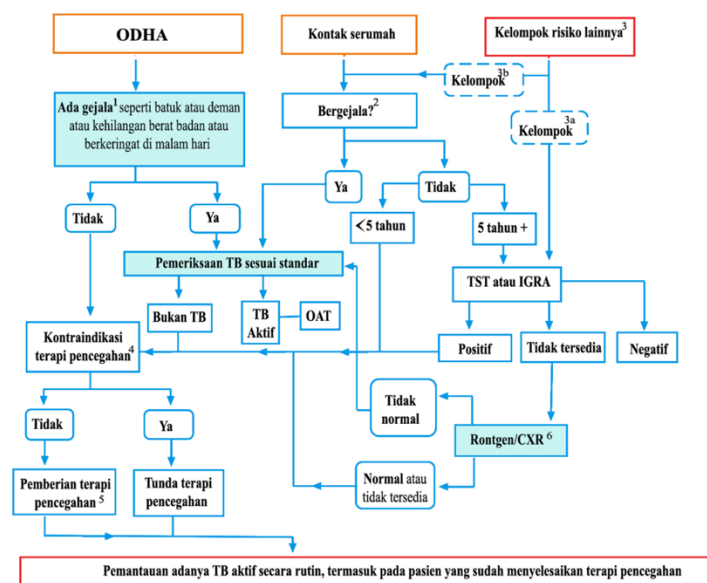 ODHA
Kontak serumah
Kelompok risiko lainnya3
Kelompok3b
Kelompok3a
Ada gejala1 seperti batuk atau deman
atau kehilangan berat badan atau
berkeringat di malam hari
Bergejala?2
Tidak
Ya
Ya
Tidak
<5 tahun
5 tahun +
Pemeriksaan TB sesuai standar
TST atau IGRA
Bukan TB
TB
Aktif
OAT
Kontraindikasi
terapi pencegahan4
Positif
Tidak tersedia
Negatif
Tidak
normal
Rontgen/CXR 6
Tidak
Ya
Normal atau
tidak tersedia
Pemberian terapi
pencegahan 5
Tunda terapi
pencegahan
Pemantauan adanya TB aktif secara rutin, termasuk pada pasien yang sudah menyelesaikan terapi pencegahan